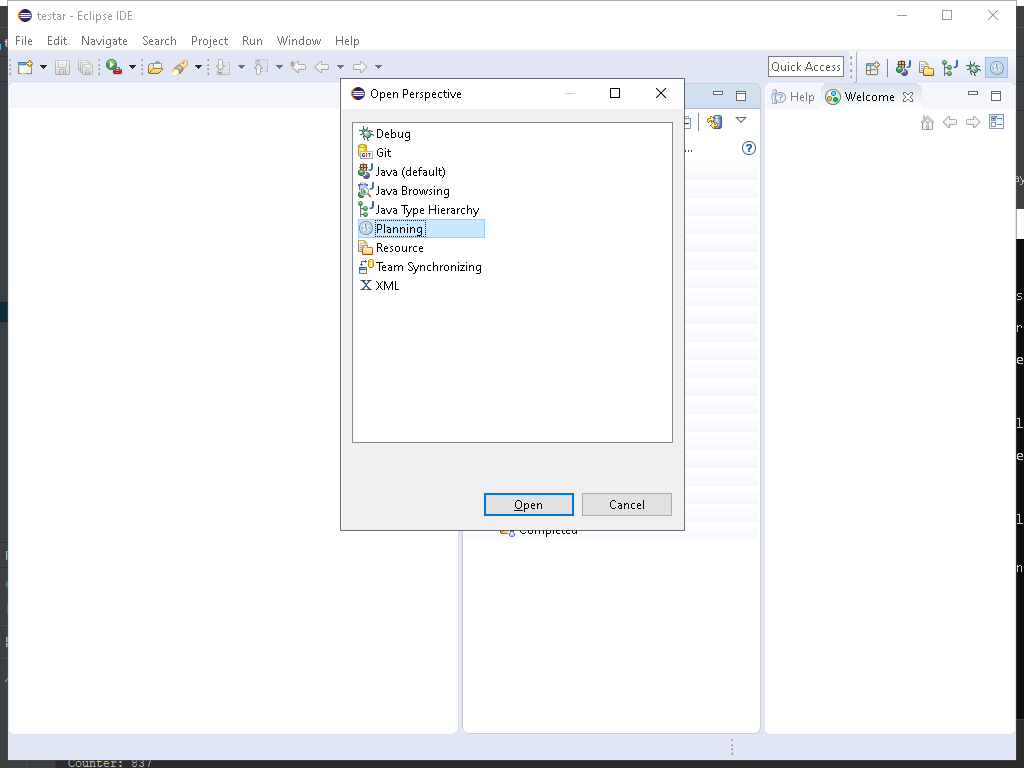 testar - Eclipse IDE
File Edit Navigate Search Project Run Window Help
Quick Access
Open Perspective
Help Welcome
Debug
Git
Java (default)
Java Browsing
Java Type Hierarchy
Planning
Resource
Team Synchronizing
XML
...
Open Cancel
Completed
Counter: 837